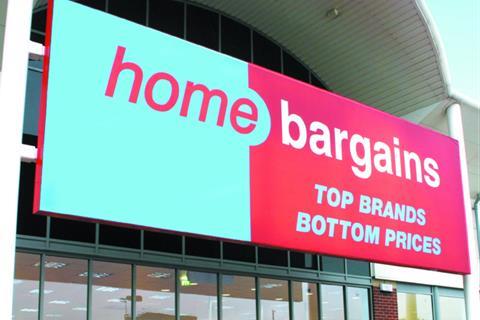 home bargains
TOP BRANDS
BOTTOM PRICES